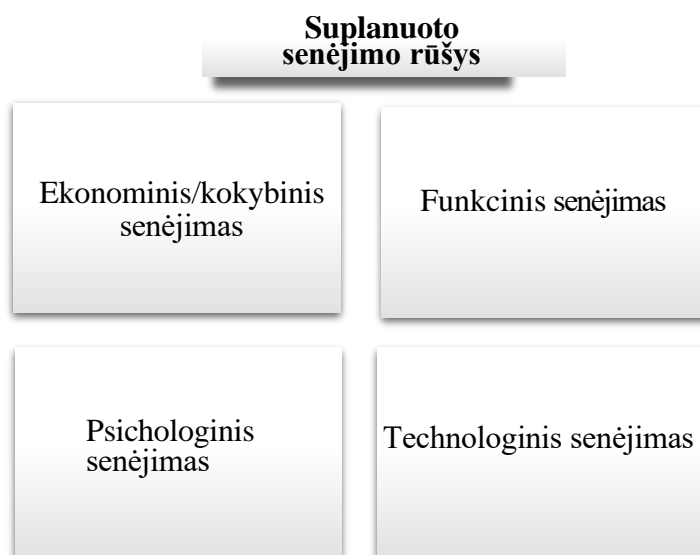 Suplanuoto
senėjimo rūšys
Ekonominis/kokybinis
senėjimas
Funkcinis senėjimas
Psichologinis
senėjimas
Technologinis senėjimas